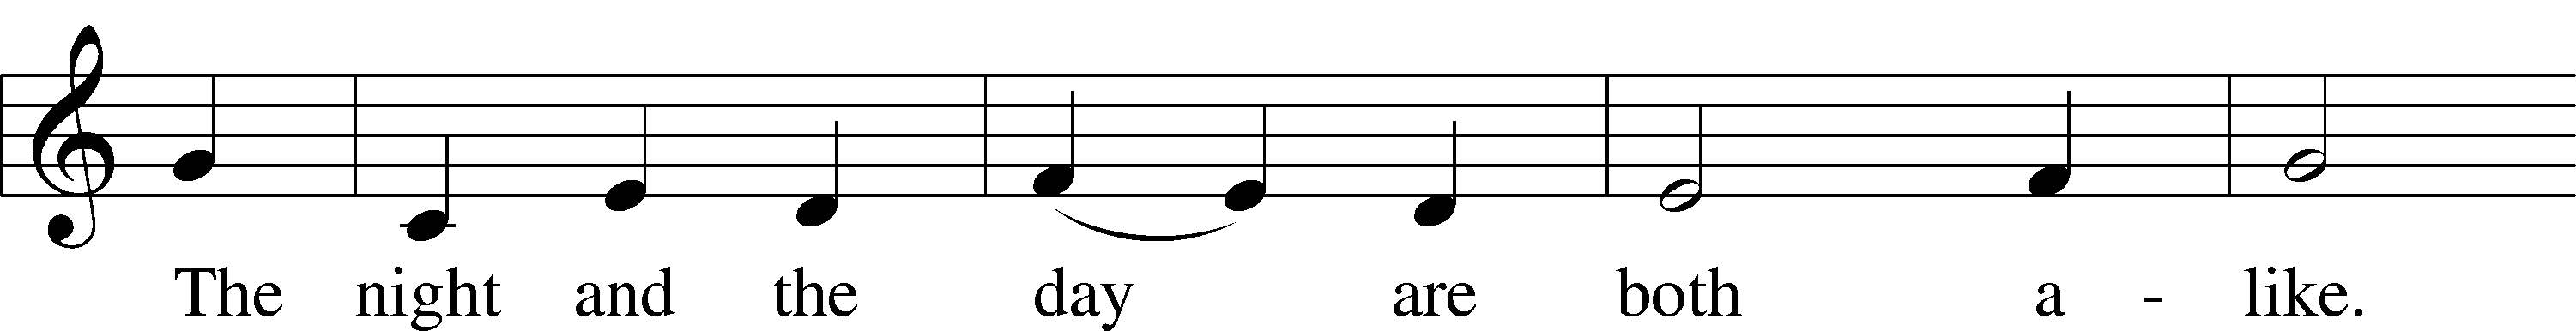 The night and the day are both a - like.